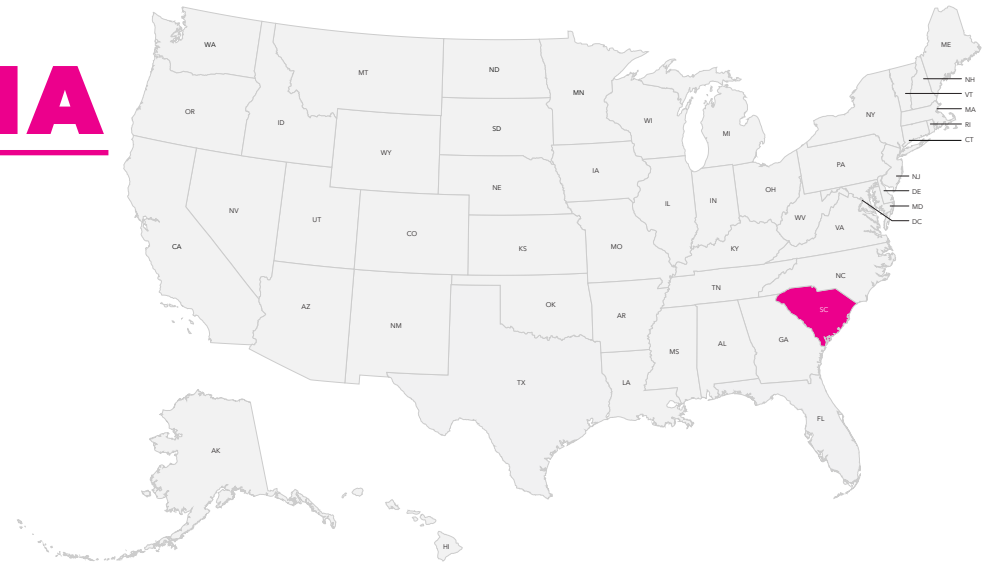 IA
WA
OR
CA
NV
ID
MT
WY
UT
CO
AZ
NM
ND
SD
NE
KS
OK
TX
MN
IA
MO
AR
LA
WI
IL
MI
IN
OH
KY
TN
MS
AL
GA
FL
SC
NC
VA
WV
PA
NY
ME
NH
VT
MA
RI
CT
NJ
DE
MD
DC
AK
HI